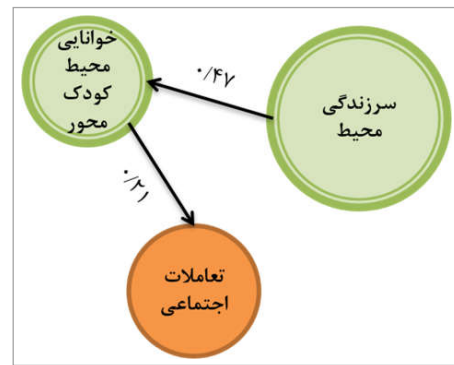 خوانایی
محیط
کودک
محور
سرزندگی
محیط
۰/۴۷
۰/۲۱
تعاملات
اجتماعی